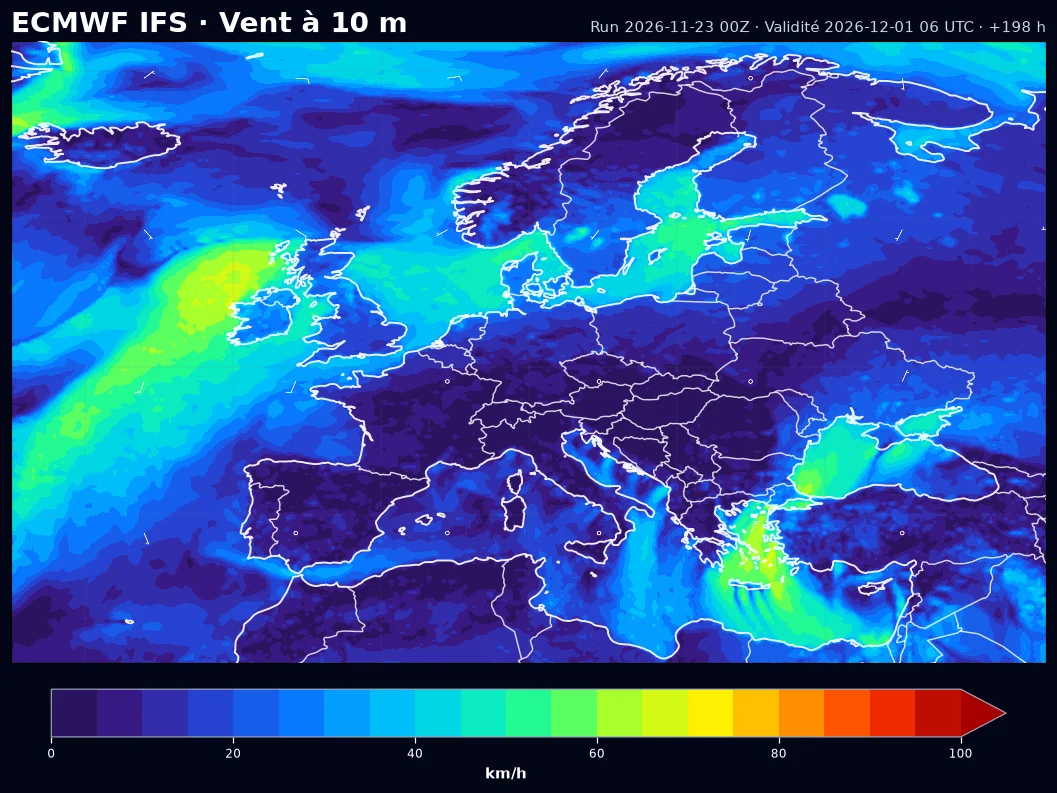 ECMWF IFS · Vent à 10 m
Run 2026-11-23 00Z · Validité 2026-12-01 06 UTC · +198 h
0 20 40 60 80 100
km/h